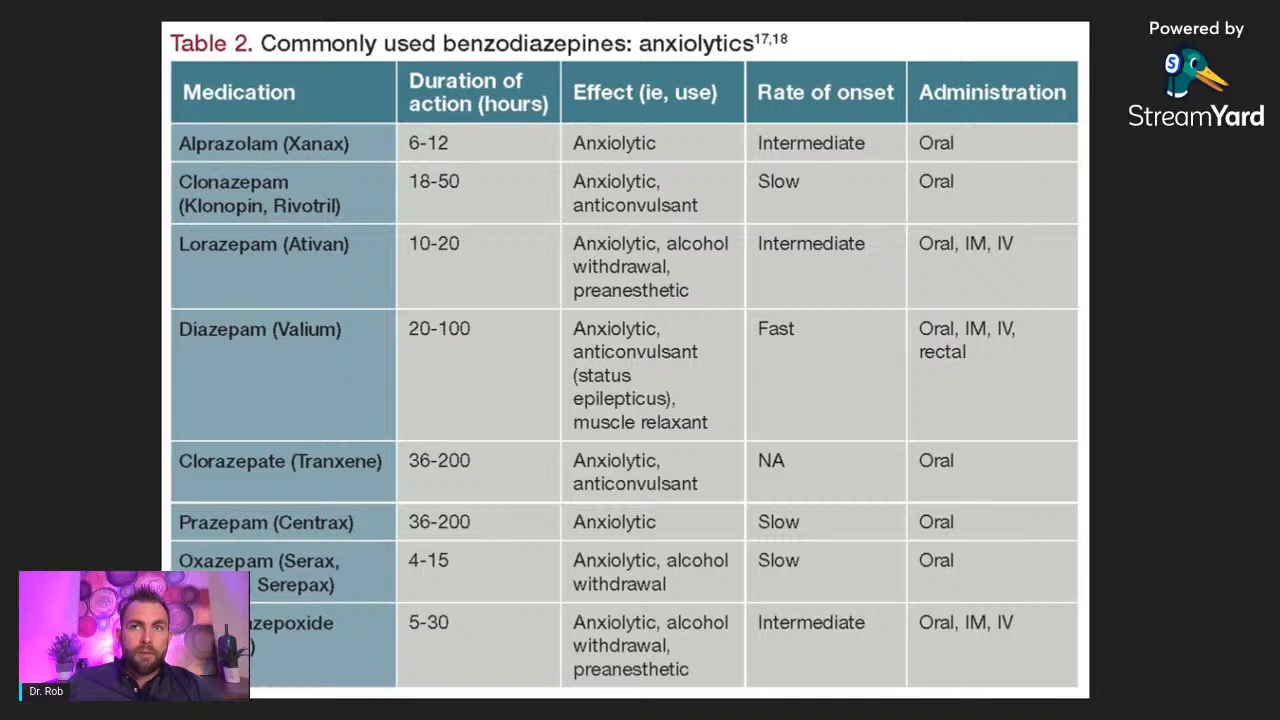 Table 2. Commonly used benzodiazepines: anxiolytics17,18
Medication
Duration of
action (hours)
Effect (ie, use)
Rate of onset
Administration
Alprazolam (Xanax)
6-12
Anxiolytic
Intermediate
Oral
Clonazepam
(Klonopin, Rivotril)
18-50
Anxiolytic,
anticonvulsant
Slow
Oral
Lorazepam (Ativan)
10-20
Anxiolytic, alcohol
withdrawal,
preanesthetic
Intermediate
Oral, IM, IV
Diazepam (Valium)
20-100
Anxiolytic,
anticonvulsant
(status
epilepticus),
muscle relaxant
Fast
Oral, IM, IV,
rectal
Clorazepate (Tranxene)
36-200
Anxiolytic,
anticonvulsant
NA
Oral
Prazepam (Centrax)
36-200
Anxiolytic
Slow
Oral
Oxazepam (Serax,
Serepax)
4-15
Anxiolytic, alcohol
withdrawal
Slow
Oral
azepoxide
)
5-30
Anxiolytic, alcohol
withdrawal,
preanesthetic
Intermediate
Oral, IM, IV
Powered by
S
StreamYard
Dr. Rob